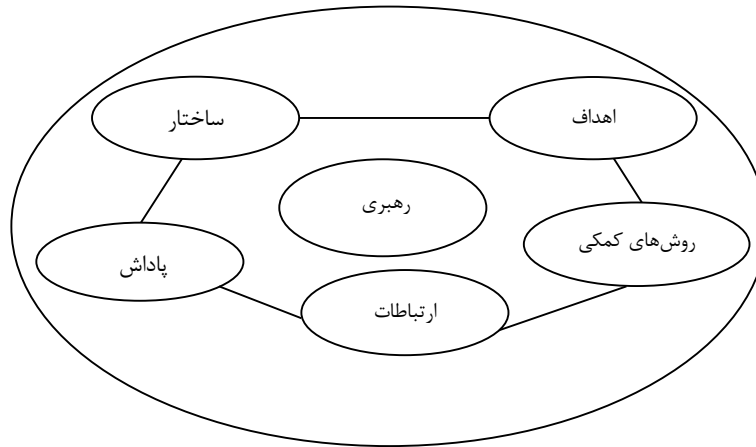 اهداف
ساختار
رهبری
روش‌های کمکی
پاداش
ارتباطات